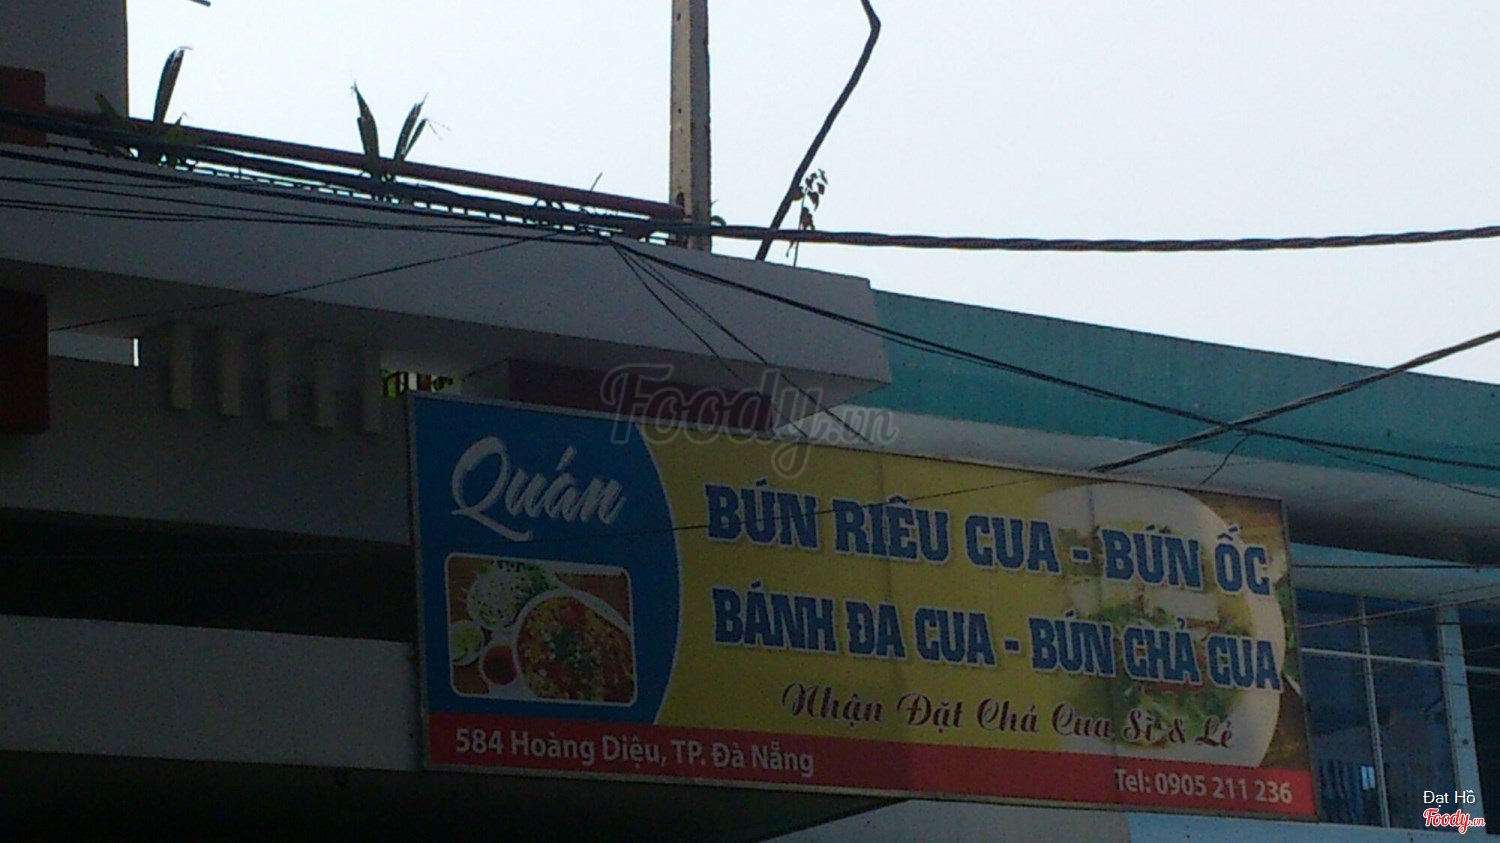 Foody.vn
Quán
BÚN RIÊU CUA - BÚN ỐC
BÁNH ĐA CUA - BÚN CHẢ CUA
Nhận Đặt Chả Cua Sỉ & Lẻ
584 Hoàng Diệu, TP. Đà Nẵng
Tel: 0905 211 236
Đạt Hồ
Foody.vn